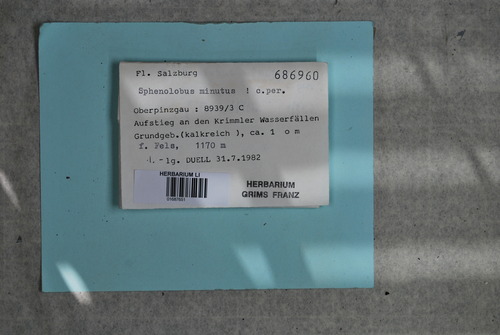 Fl. Salzburg
686960
Sphenolobus minutus ! c.per.
Oberpinzgau : 8939/3 C
Aufstieg an den Krimmler Wasserfällen
Grundgeb.(kalkreich ), ca. 1 o m
f. Fels, 1170 m
DUELL 31.7.1982
HERBARIUM LI
HERBARIUM
GRIMS FRANZ